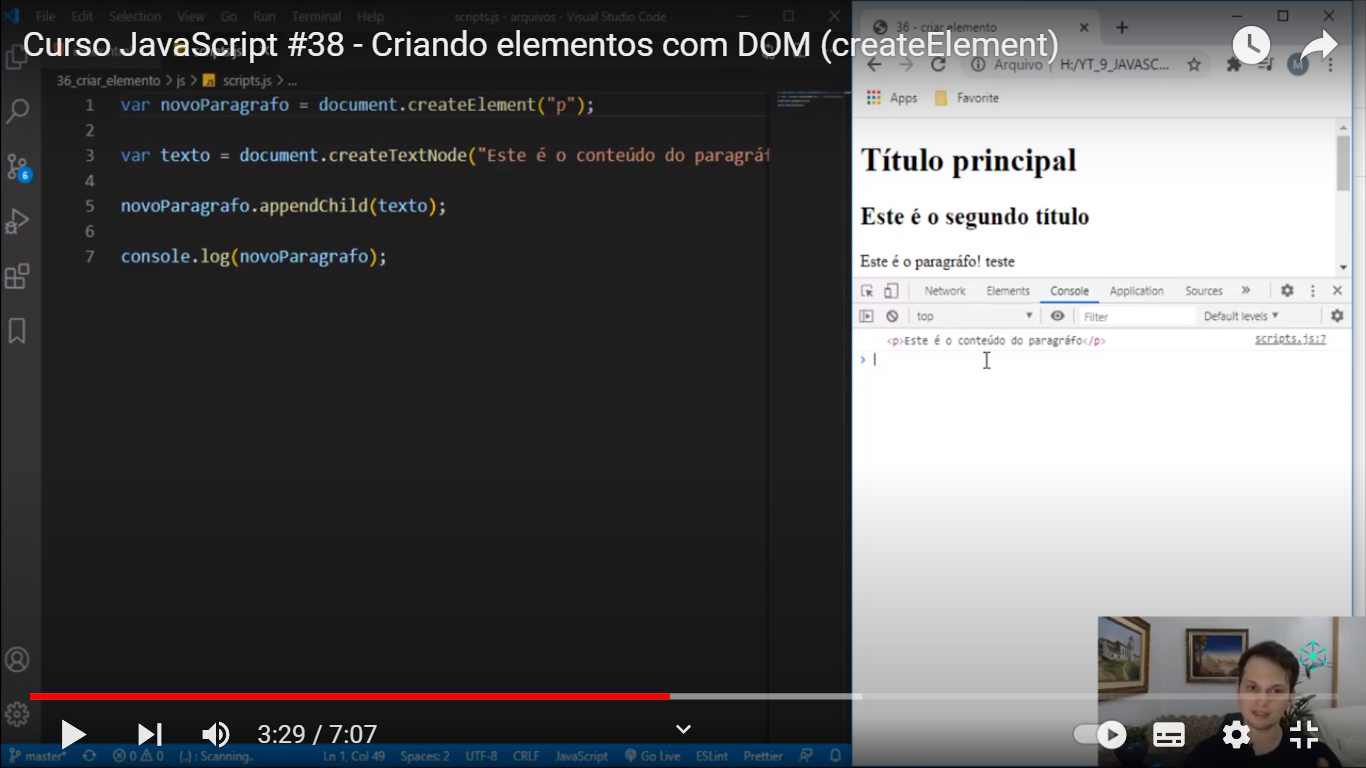 File Edit Selection View Go Run Terminal Help scripts.js - arquivos - Visual Studio Code
36 - criar elemento
Curso JavaScript #38 - Criando elementos com DOM (createElement)
Arquivo H:/YT_9_JAVASC... M
36_criar_elemento > js > JS scripts.js > ...
Apps Favorite
1 var novoParagrafo = document.createElement("p");
2
3 var texto = document.createTextNode("Este é o conteúdo do paragráf
4
5 novoParagrafo.appendChild(texto);
6
7 console.log(novoParagrafo);
6
Título principal
Este é o segundo título
Este é o paragráfo! teste
Network Elements Console Application Sources »
top Filter Default levels
<p>Este é o conteúdo do paragráfo</p> scripts.js:7
3:29 / 7:07
master* 0 0 {..} : Scanning.. Ln 1, Col 49 Spaces: 2 UTF-8 CRLF JavaScript Go Live ESLint Prettier